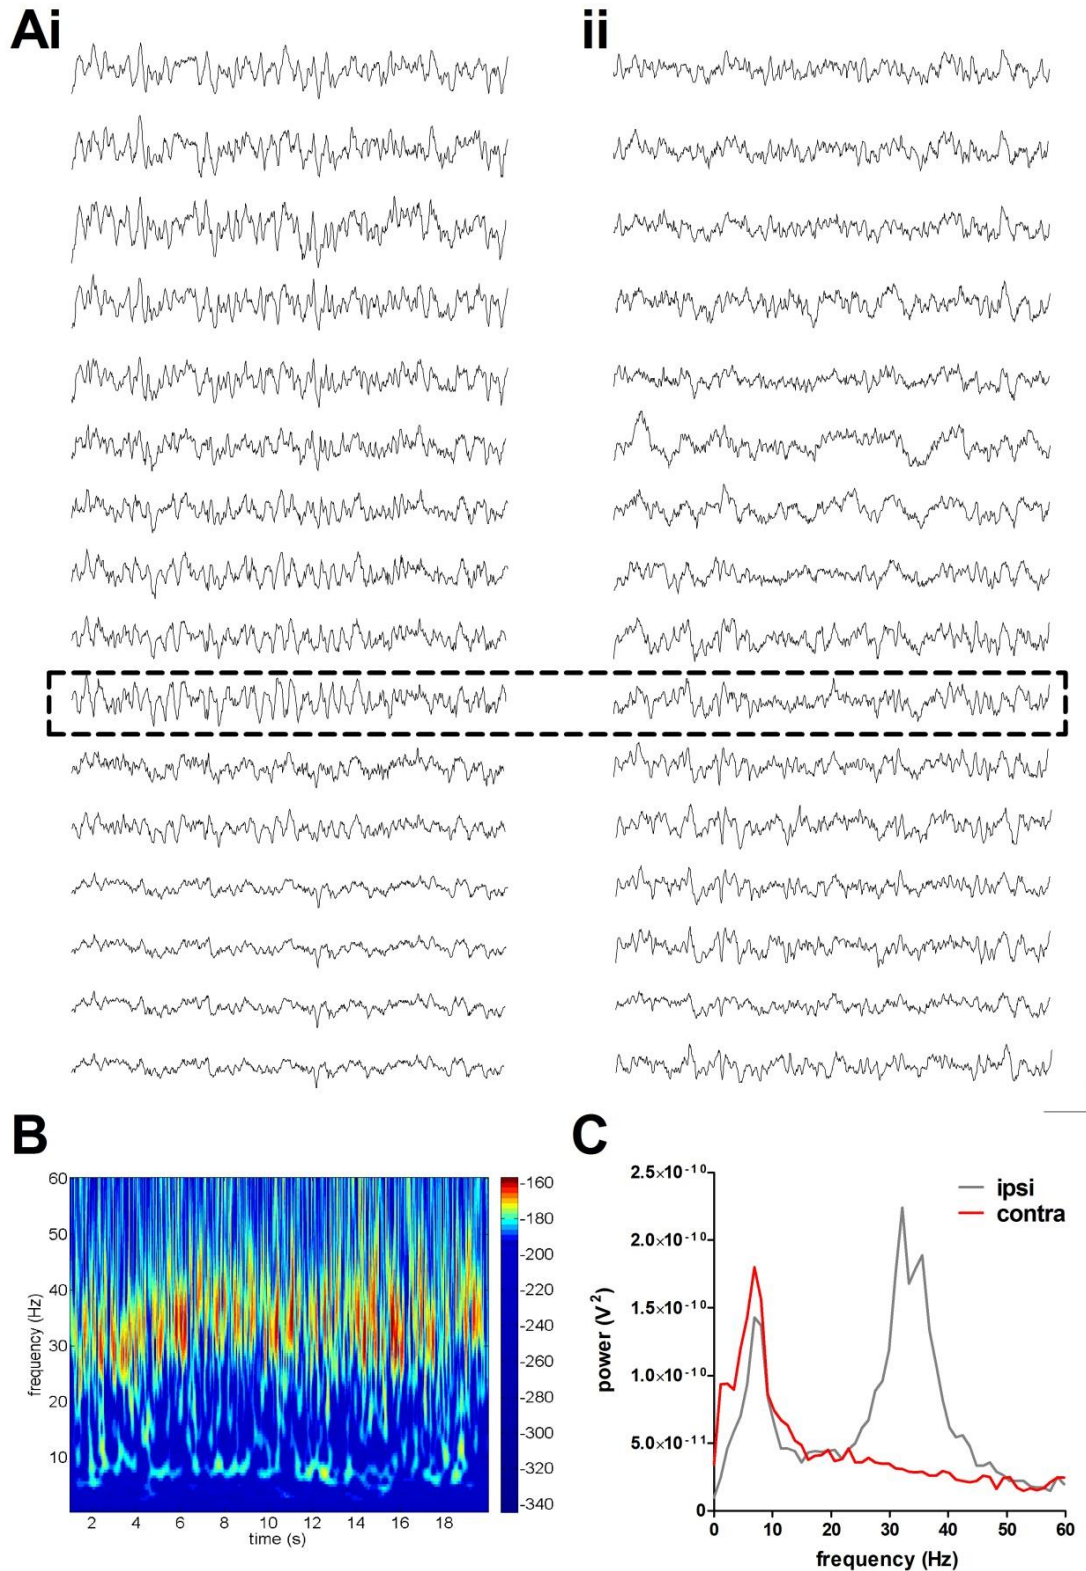 Ai
ii
B
60
50
40
30
20
10
frequency (Hz)
2 4 6 8 10 12 14 16 18
time (s)
-160
-180
-200
-220
-240
-260
-280
-300
-320
-340
C
2.5×10⁻¹⁰
2.0×10⁻¹⁰
1.5×10⁻¹⁰
1.0×10⁻¹⁰
5.0×10⁻¹¹
0
power (V²)
ipsi
contra
0 10 20 30 40 50 60
frequency (Hz)